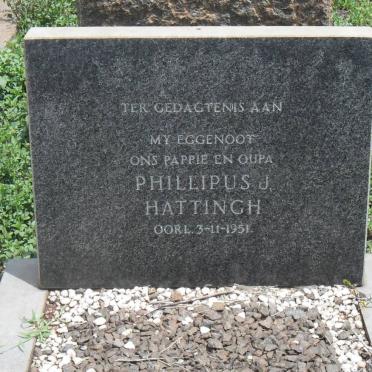 TER GEDAGTENIS AAN
MY EGGENOOT
ONS PAPPIE EN OUPA
PHILLIPUS J.
HATTINGH
OORL. 3-11-1951.